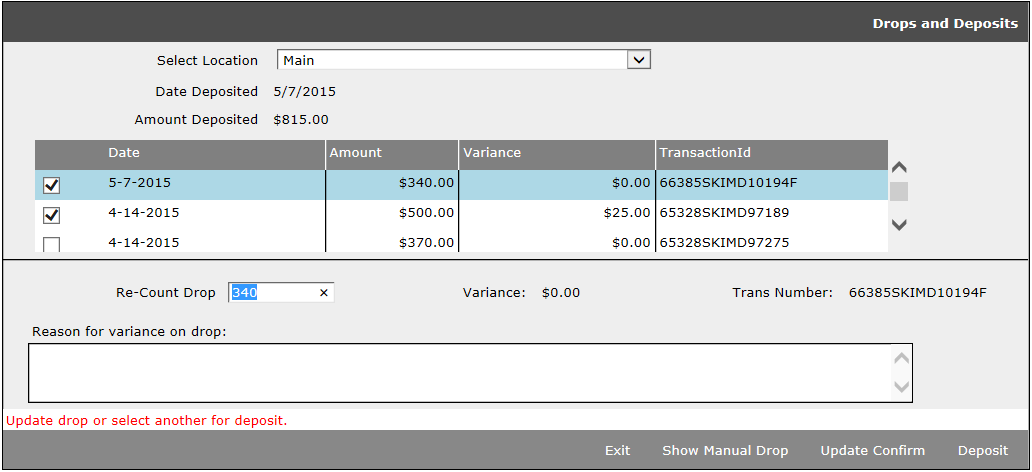 Drops and Deposits
Select Location Main
Date Deposited 5/7/2015
Amount Deposited $815.00
Date Amount Variance TransactionId
5-7-2015 $340.00 $0.00 66385SKIMD10194F
4-14-2015 $500.00 $25.00 65328SKIMD97189
4-14-2015 $370.00 $0.00 65328SKIMD97275
Re-Count Drop 340 × Variance: $0.00 Trans Number: 66385SKIMD10194F
Reason for variance on drop:
Update drop or select another for deposit.
Exit Show Manual Drop Update Confirm Deposit